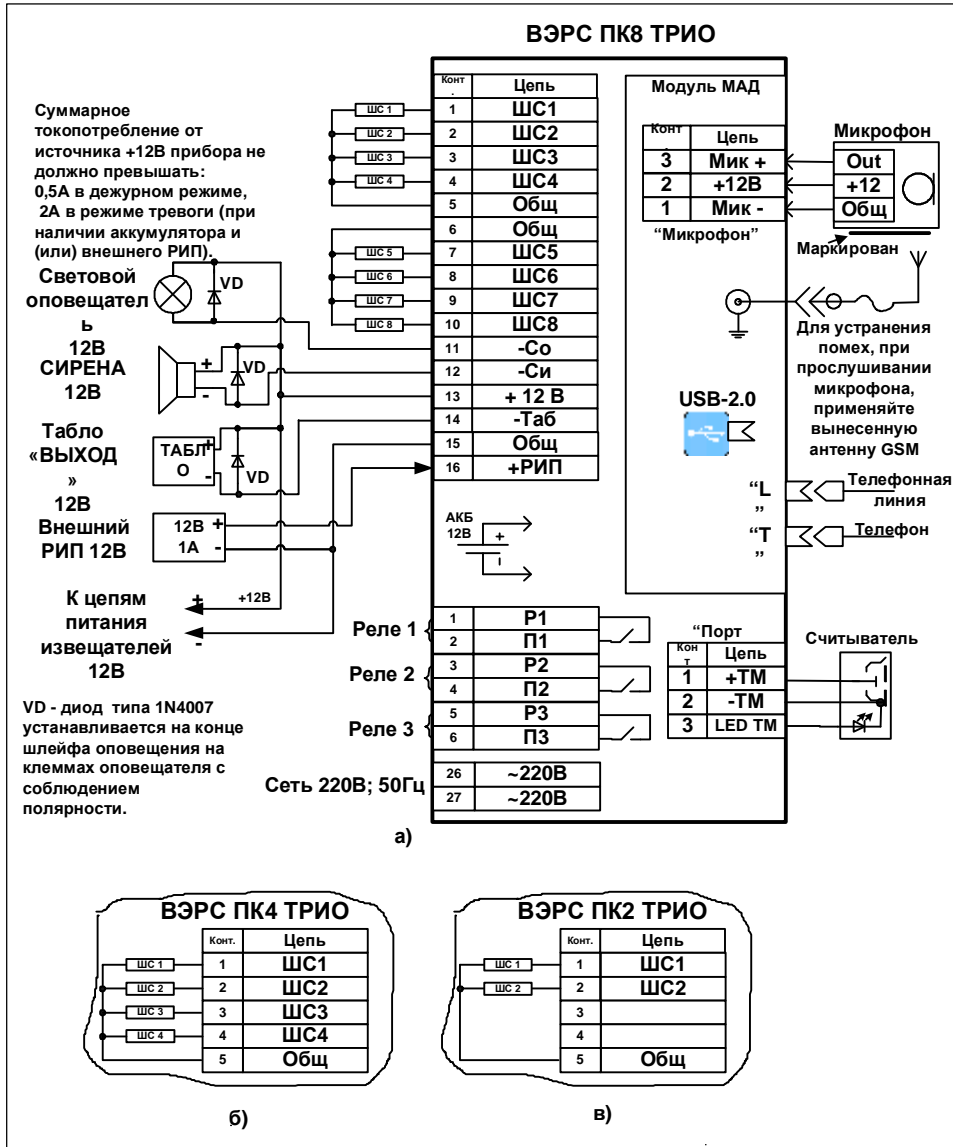 ВЭРС ПК8 ТРИО
Суммарное
токопотребление от
источника +12В прибора не
должно превышать:
0,5А в дежурном режиме,
2А в режиме тревоги (при
наличии аккумулятора и
(или) внешнего РИП).
Световой
оповещател
ь
12В
VD
СИРЕНА
12В
+
-
VD
Табло
«ВЫХОД
»
12В
ТАБЛ
О
+
-
VD
Внешний
РИП 12В
12В +
1А -
К цепям
питания
извещателей
12В
+
-
+12В
VD - диод типа 1N4007
устанавливается на конце
шлейфа оповещения на
клеммах оповещателя с
соблюдением
полярности.
ШС 1
ШС 2
ШС 3
ШС 4
ШС 5
ШС 6
ШС 7
ШС 8
Конт
. Цепь
1 ШС1
2 ШС2
3 ШС3
4 ШС4
5 Общ
6 Общ
7 ШС5
8 ШС6
9 ШС7
10 ШС8
11 -Со
12 -Си
13 + 12 В
14 -Таб
15 Общ
16 +РИП
АКБ
12В
+
-
Реле 1
Реле 2
Реле 3
1 Р1
2 П1
3 Р2
4 П2
5 Р3
6 П3
Сеть 220В; 50Гц
26 ~220В
27 ~220В
Модуль МАД
Конт
. Цепь
3 Мик +
2 +12В
1 Мик -
“Микрофон”
Микрофон
Out
+12
Общ
Маркирован
Для устранения
помех, при
прослушивании
микрофона,
применяйте
вынесенную
антенну GSM
USB-2.0
“L
”
Телефонная
линия
“Т
”
Телефон
“Порт
Кон
т Цепь
1 +ТМ
2 -ТМ
3 LED ТМ
Считыватель
а)
ВЭРС ПК4 ТРИО
Конт. Цепь
ШС 1 1 ШС1
ШС 2 2 ШС2
ШС 3 3 ШС3
ШС 4 4 ШС4
5 Общ
б)
ВЭРС ПК2 ТРИО
Конт. Цепь
ШС 1 1 ШС1
ШС 2 2 ШС2
3
4
5 Общ
в)